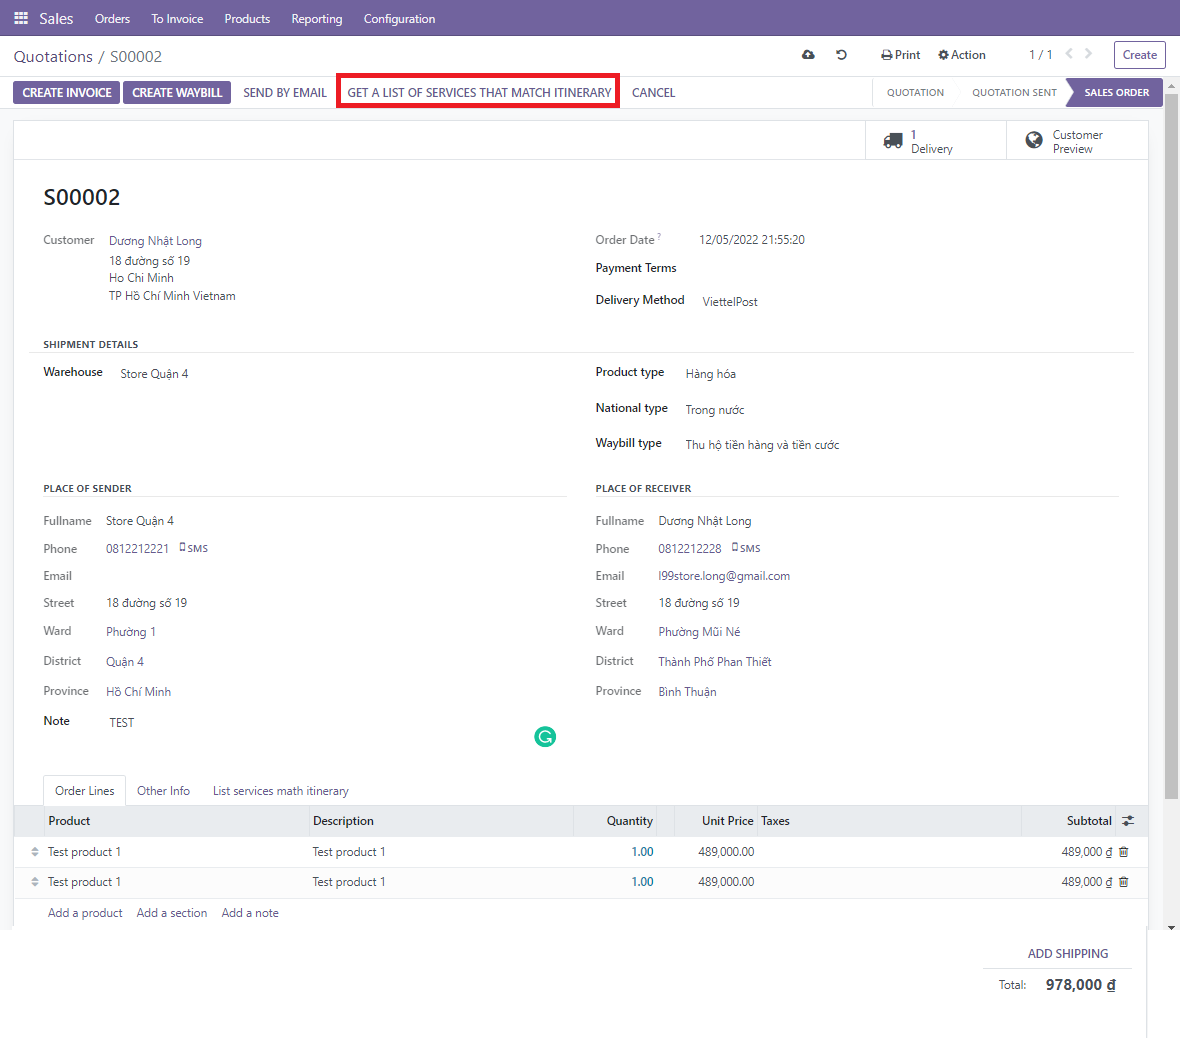 Sales Orders To Invoice Products Reporting Configuration
Quotations / S00002 Print Action 1 / 1 Create
CREATE INVOICE CREATE WAYBILL SEND BY EMAIL GET A LIST OF SERVICES THAT MATCH ITINERARY CANCEL QUOTATION QUOTATION SENT SALES ORDER
1
Delivery
Customer
Preview
S00002
Customer Dương Nhật Long
18 đường số 19
Ho Chi Minh
TP Hồ Chí Minh Vietnam
Order Date ? 12/05/2022 21:55:20
Payment Terms
Delivery Method ViettelPost
SHIPMENT DETAILS
Warehouse Store Quận 4
Product type Hàng hóa
National type Trong nước
Waybill type Thu hộ tiền hàng và tiền cước
PLACE OF SENDER
Fullname Store Quận 4
Phone 0812212221 SMS
Email
Street 18 đường số 19
Ward Phường 1
District Quận 4
Province Hồ Chí Minh
Note TEST
PLACE OF RECEIVER
Fullname Dương Nhật Long
Phone 0812212228 SMS
Email l99store.long@gmail.com
Street 18 đường số 19
Ward Phường Mũi Né
District Thành Phố Phan Thiết
Province Bình Thuận
Order Lines Other Info List services math itinerary
Product Description Quantity Unit Price Taxes Subtotal
Test product 1 Test product 1 1.00 489,000.00 489,000 ₫
Test product 1 Test product 1 1.00 489,000.00 489,000 ₫
Add a product Add a section Add a note
ADD SHIPPING
Total: 978,000 ₫